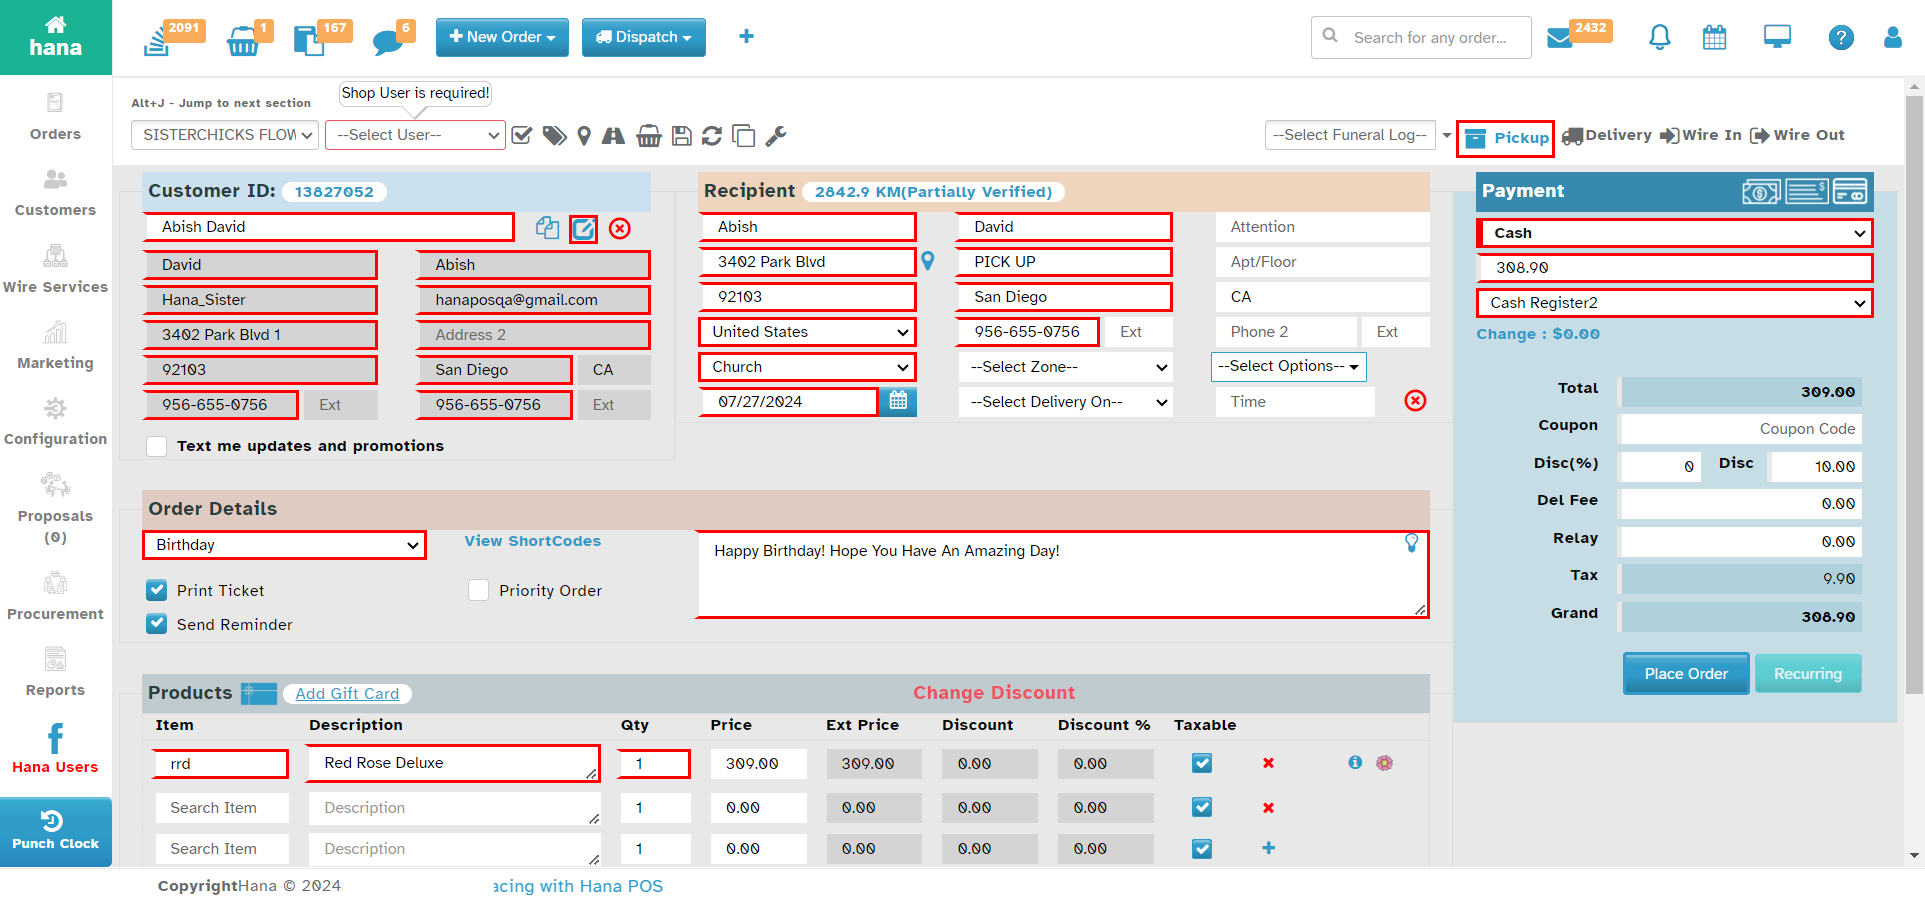 hana
2091
1
167
6
New Order
Dispatch
+
Search for any order...
2432
Orders
Customers
Wire Services
Marketing
Configuration
Proposals
(0)
Procurement
Reports
Hana Users
Punch Clock
Shop User is required!
Alt+J - Jump to next section
SISTERCHICKS FLOW
--Select User--
--Select Funeral Log--
Pickup
Delivery
Wire In
Wire Out
Customer ID: 13827052
Abish David
David
Abish
Hana_Sister
hanaposqa@gmail.com
3402 Park Blvd 1
Address 2
92103
San Diego
CA
956-655-0756
Ext
956-655-0756
Ext
Text me updates and promotions
Recipient 2842.9 KM(Partially Verified)
Abish
David
Attention
3402 Park Blvd
PICK UP
Apt/Floor
92103
San Diego
CA
United States
956-655-0756
Ext
Phone 2
Ext
Church
--Select Zone--
--Select Options--
07/27/2024
--Select Delivery On--
Time
Payment
Cash
308.90
Cash Register2
Change : $0.00
Total 309.00
Coupon Coupon Code
Disc(%) 0 Disc 10.00
Del Fee 0.00
Relay 0.00
Tax 9.90
Grand 308.90
Place Order
Recurring
Order Details
Birthday
View ShortCodes
Print Ticket
Priority Order
Send Reminder
Happy Birthday! Hope You Have An Amazing Day!
Products Add Gift Card Change Discount
Item Description Qty Price Ext Price Discount Discount % Taxable
rrd Red Rose Deluxe 1 309.00 309.00 0.00 0.00
Search Item Description 1 0.00 0.00 0.00 0.00
Search Item Description 1 0.00 0.00 0.00 0.00
CopyrightHana © 2024
acing with Hana POS